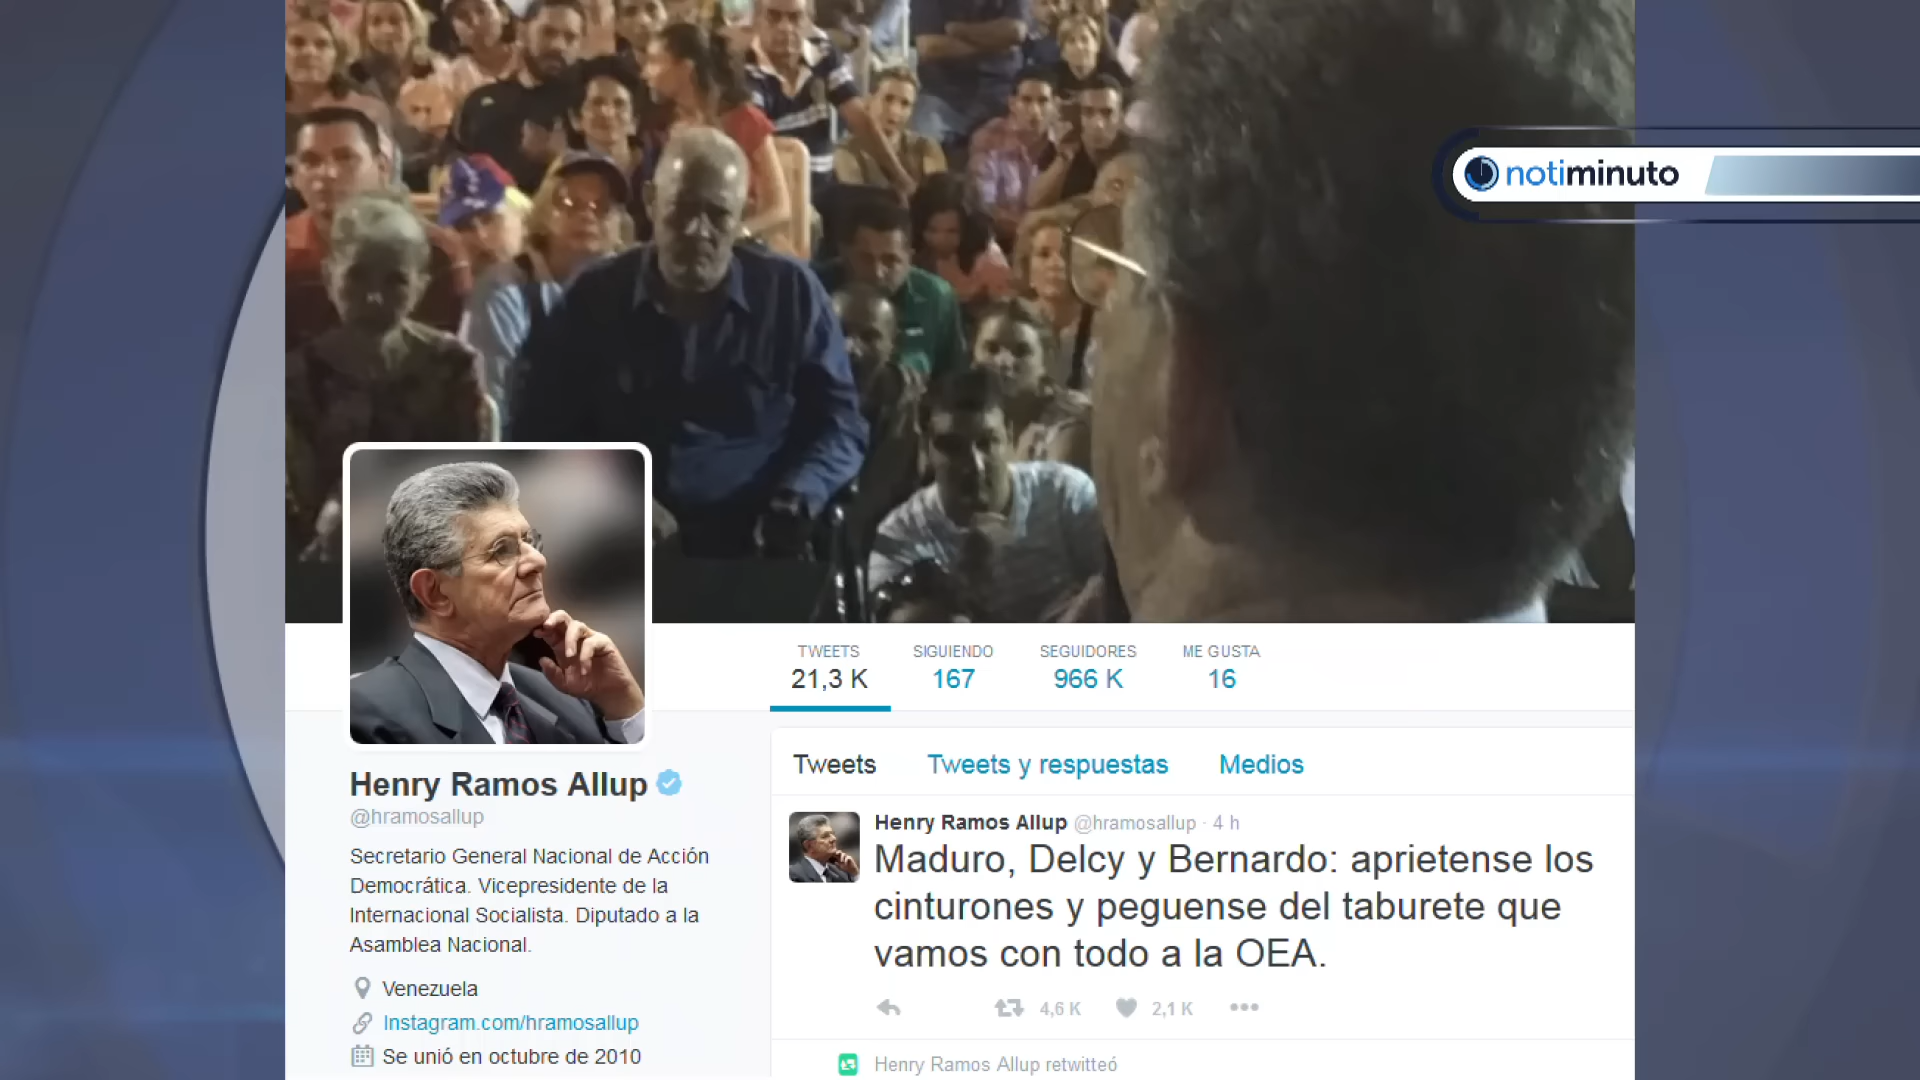 notiminuto
TWEETS SIGUIENDO SEGUIDORES ME GUSTA
21,3 K 167 966 K 16
Henry Ramos Allup
@hramosallup
Secretario General Nacional de Acción
Democrática. Vicepresidente de la
Internacional Socialista. Diputado a la
Asamblea Nacional.
Venezuela
Instagram.com/hramosallup
Se unió en octubre de 2010
Tweets Tweets y respuestas Medios
Henry Ramos Allup @hramosallup · 4 h
Maduro, Delcy y Bernardo: aprietense los
cinturones y peguense del taburete que
vamos con todo a la OEA.
4,6 K 2,1 K
Henry Ramos Allup retwitteó